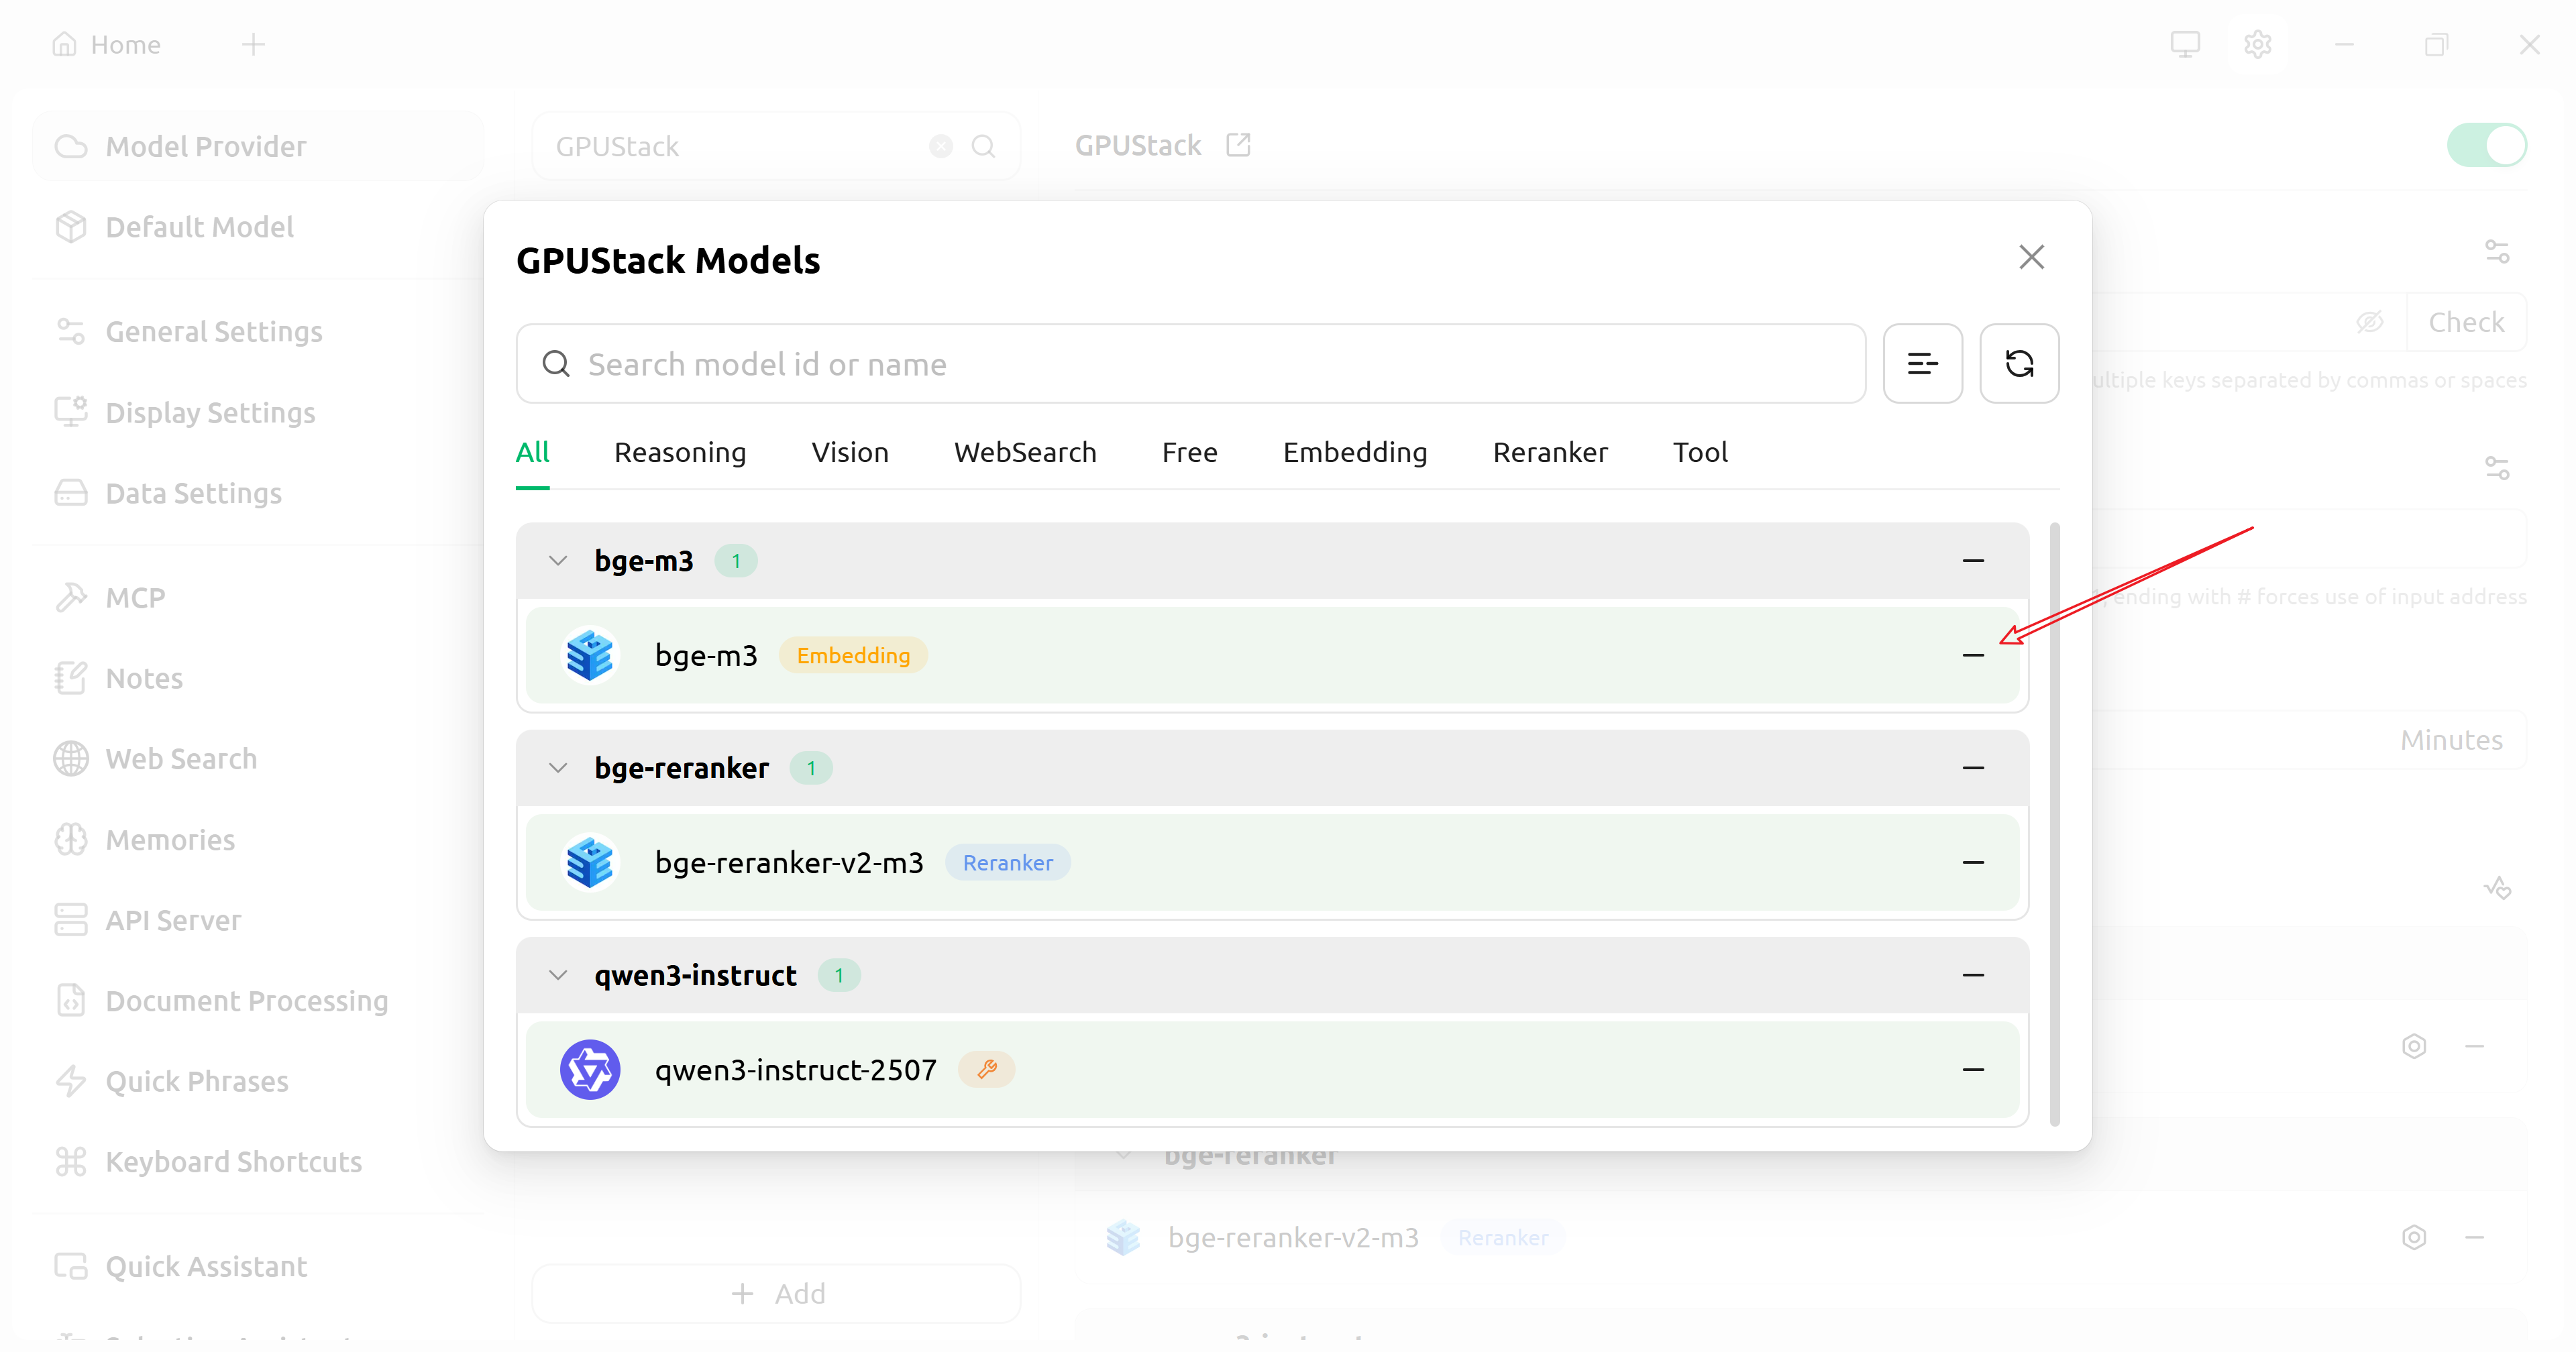 Home
Model Provider
Default Model
General Settings
Display Settings
Data Settings
MCP
Notes
Web Search
Memories
API Server
Document Processing
Quick Phrases
Keyboard Shortcuts
Quick Assistant
GPUStack
Add
GPUStack
Check
ultiple keys separated by commas or spaces
ending with # forces use of input address
Minutes
bge-reranker
bge-reranker-v2-m3 Reranker
GPUStack Models
Search model id or name
All Reasoning Vision WebSearch Free Embedding Reranker Tool
bge-m3 1
bge-m3 Embedding
bge-reranker 1
bge-reranker-v2-m3 Reranker
qwen3-instruct 1
qwen3-instruct-2507